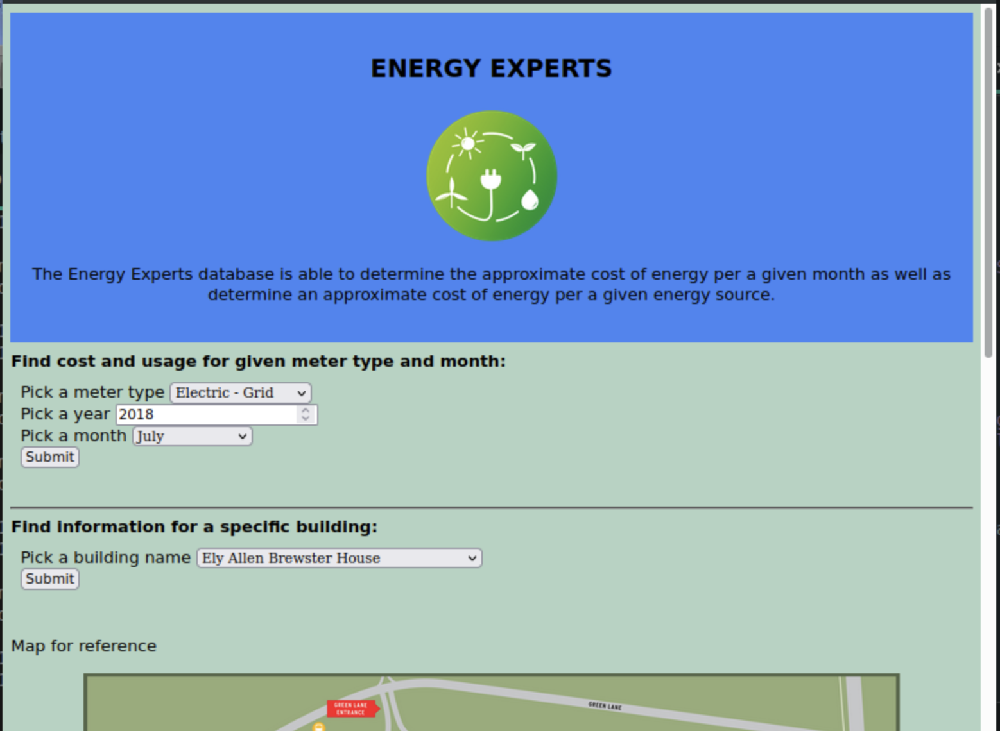 ENERGY EXPERTS
The Energy Experts database is able to determine the approximate cost of energy per a given month as well as
determine an approximate cost of energy per a given energy source.
Find cost and usage for given meter type and month:
Pick a meter type Electric - Grid
Pick a year 2018
Pick a month July
Submit
Find information for a specific building:
Pick a building name Ely Allen Brewster House
Submit
Map for reference
GREEN LANE
ENTRANCE
GREEN LANE